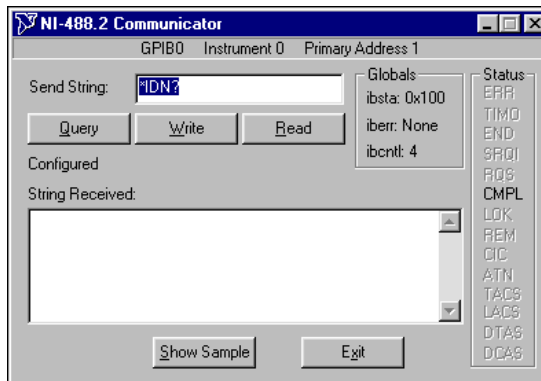 NI-488.2 Communicator
GPIB0 Instrument 0 Primary Address 1
Send String: *IDN?
Query Write Read
Configured
String Received:
Show Sample Exit
Globals
ibsta: 0x100
iberr: None
ibcntl: 4
Status
ERR
TIMO
END
SRQI
RQS
CMPL
LOK
REM
CIC
ATN
TACS
LACS
DTAS
DCAS